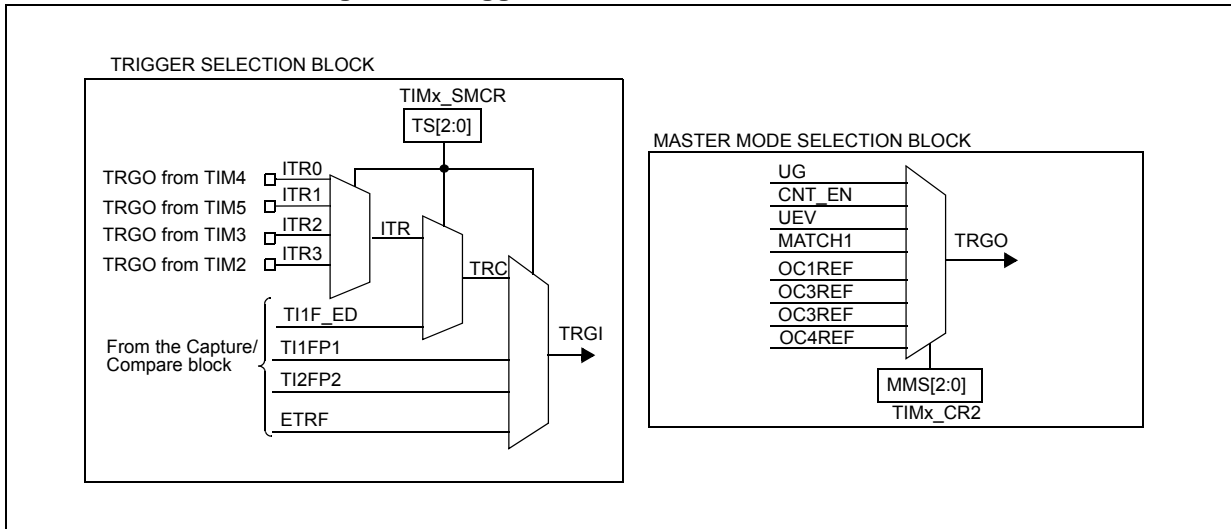 TRIGGER SELECTION BLOCK
TIMx_SMCR
TS[2:0]
TRGO from TIM4
ITR0
TRGO from TIM5
ITR1
TRGO from TIM3
ITR2
TRGO from TIM2
ITR3
ITR
TRC
TI1F_ED
From the Capture/
Compare block
TI1FP1
TI2FP2
ETRF
TRGI
MASTER MODE SELECTION BLOCK
UG
CNT_EN
UEV
MATCH1
OC1REF
OC3REF
OC3REF
OC4REF
TRGO
MMS[2:0]
TIMx_CR2